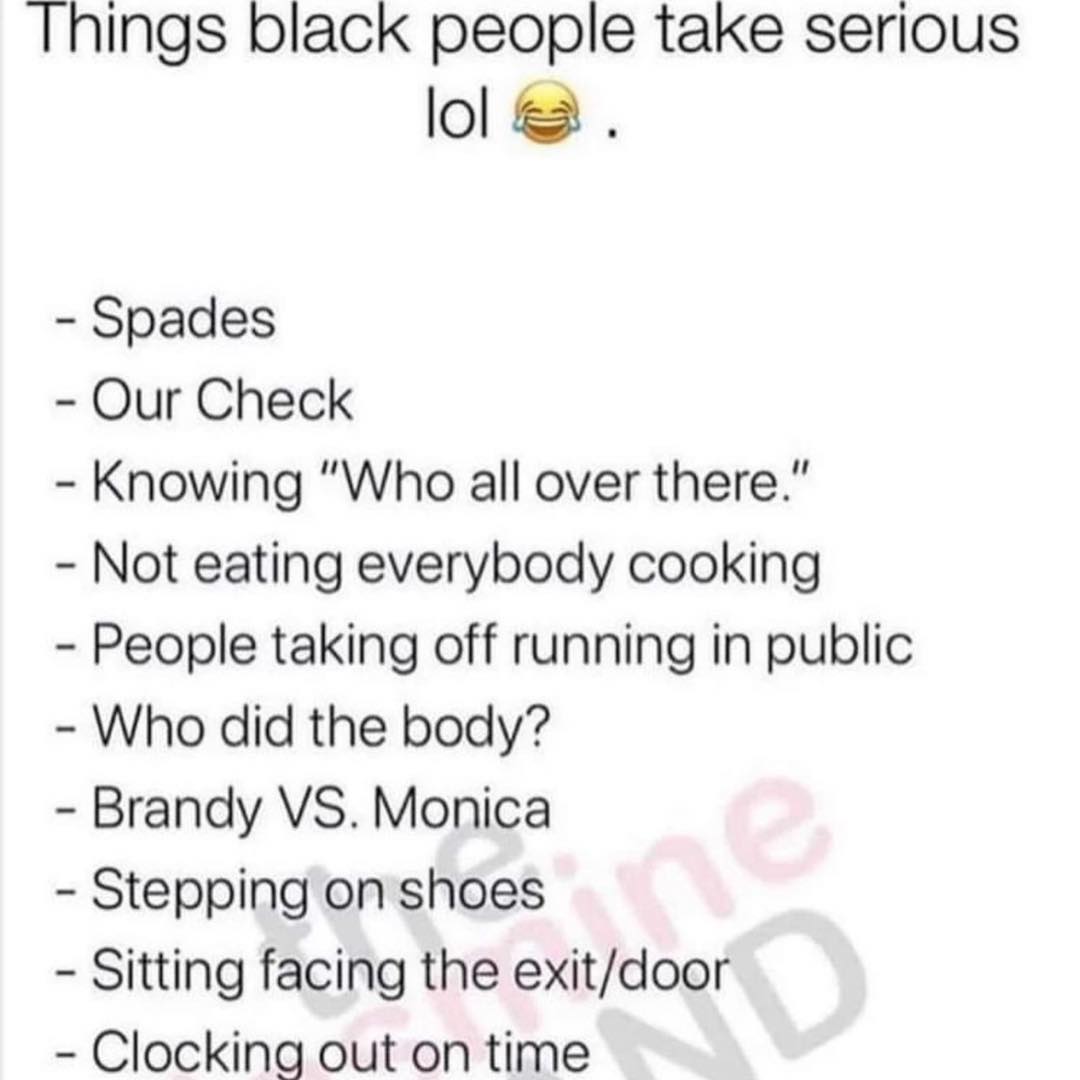 Things black people take serious
lol 😂 .
- Spades
- Our Check
- Knowing "Who all over there."
- Not eating everybody cooking
- People taking off running in public
- Who did the body?
- Brandy VS. Monica
- Stepping on shoes
- Sitting facing the exit/door
- Clocking out on time
the